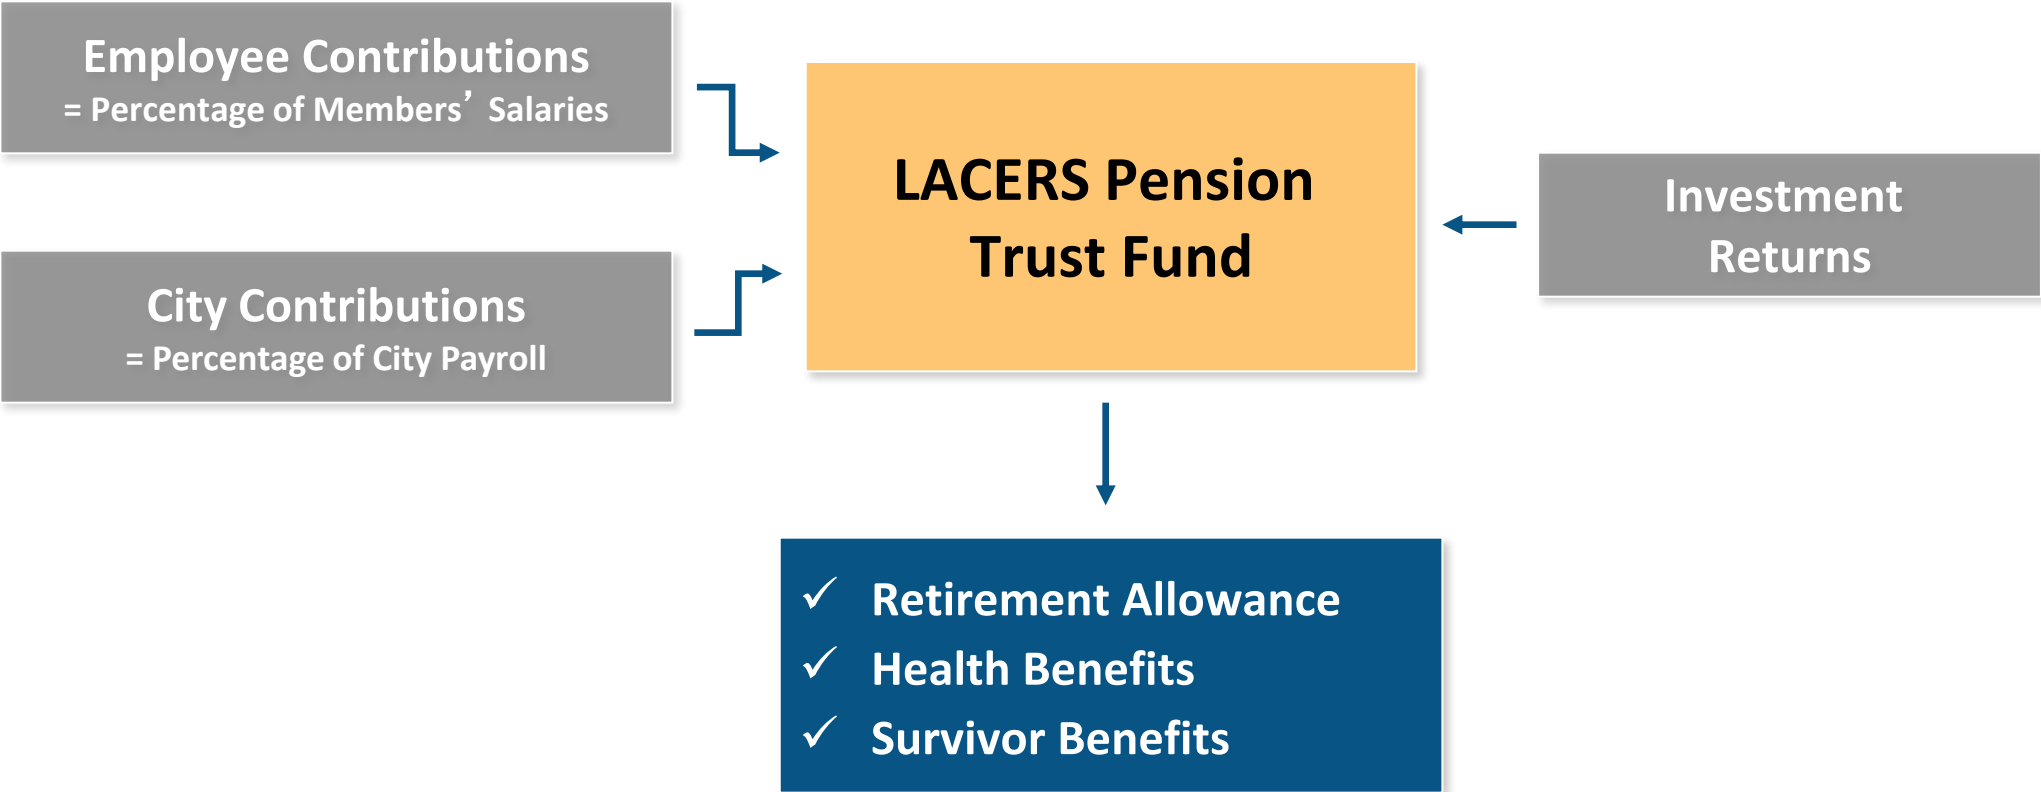 Employee Contributions
= Percentage of Members’ Salaries
City Contributions
= Percentage of City Payroll
LACERS Pension
Trust Fund
Investment
Returns
✓ Retirement Allowance
✓ Health Benefits
✓ Survivor Benefits